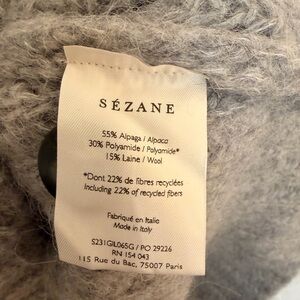 SÉZANE
55% Alpaga / Alpaca
30% Polyamide / Polyamide*
15% Laine / Wool
*Dont 22% de fibres recyclées
Including 22% of recycled fibers
Fabriqué en Italie
Made in Italy
S231GIL065G / PO 29226
RN 154 043
115 Rue du Bac, 75007 Paris